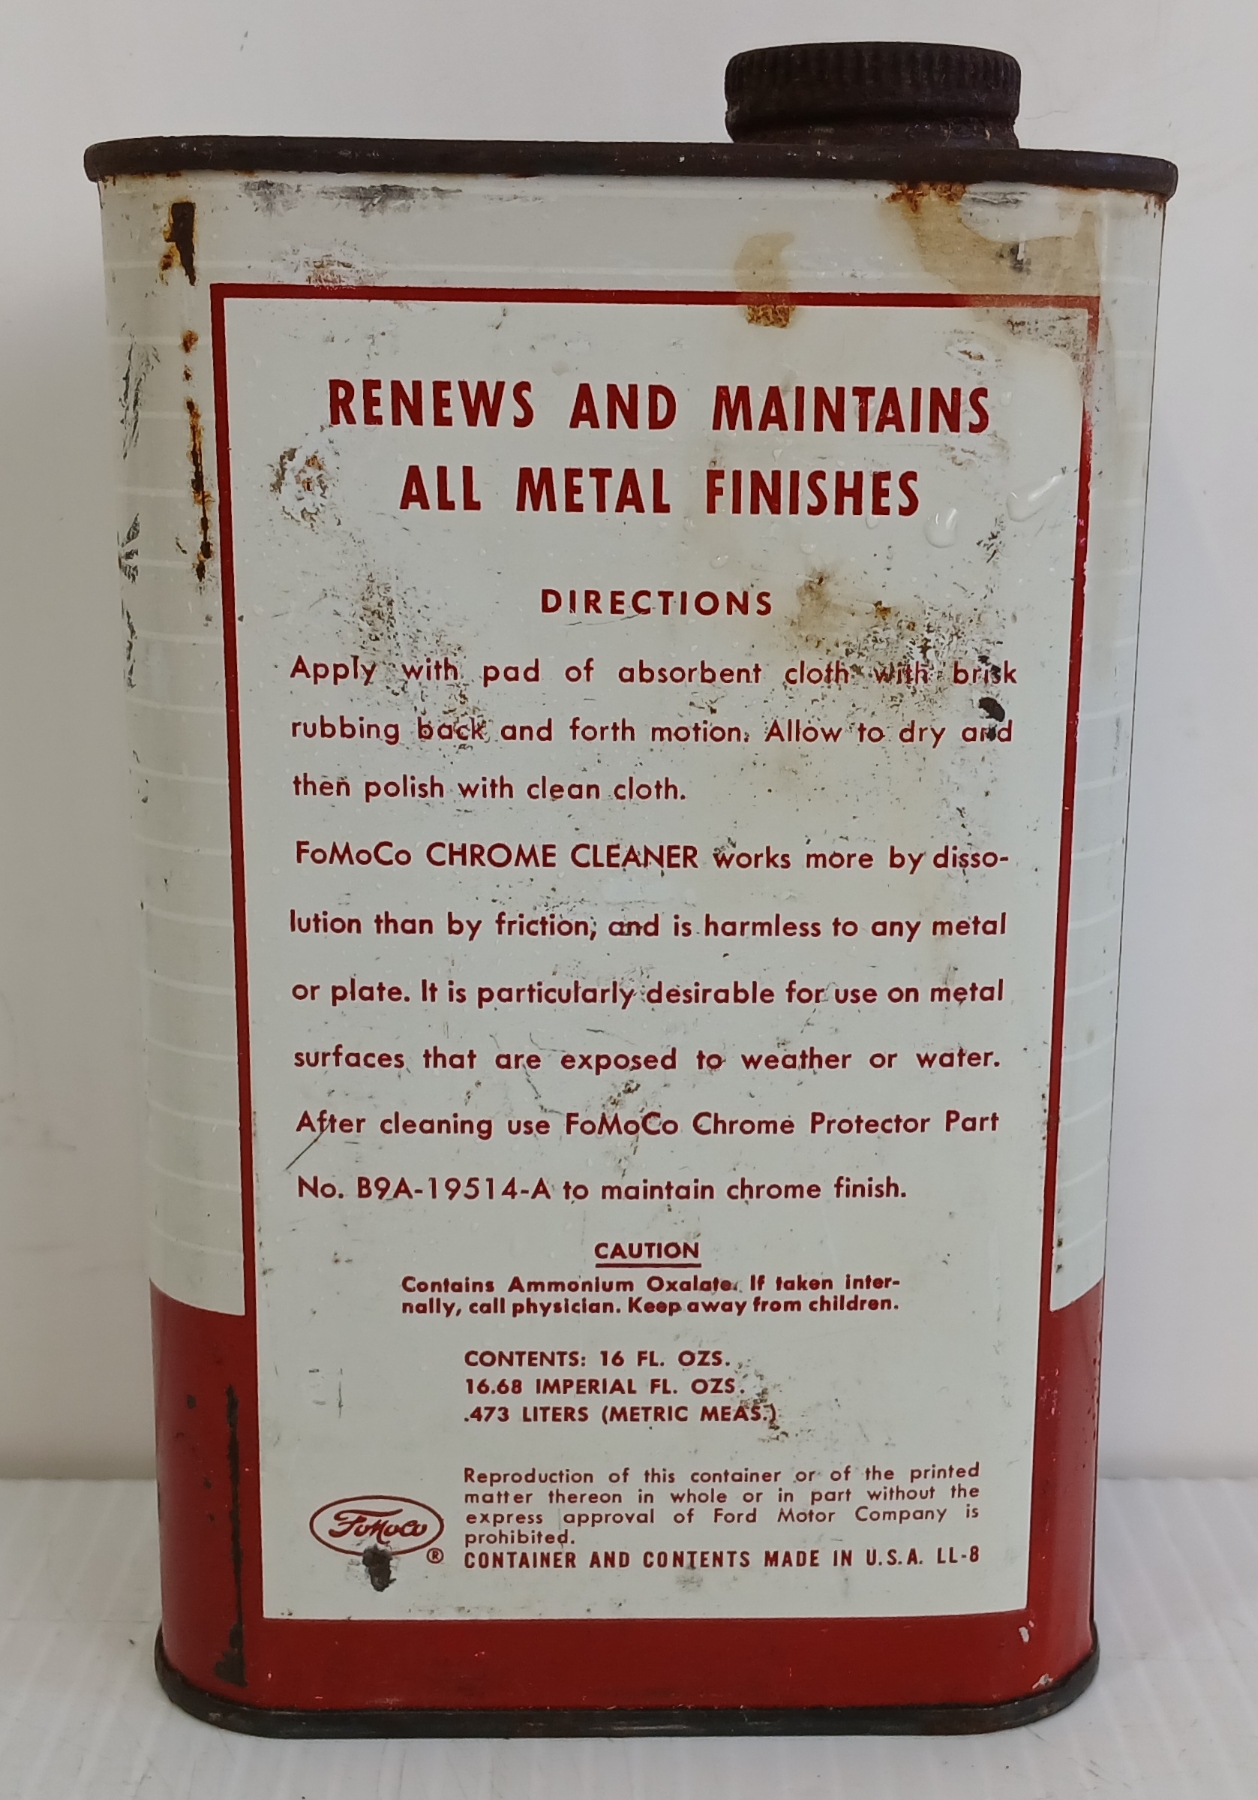 RENEWS AND MAINTAINS
ALL METAL FINISHES
DIRECTIONS
Apply with pad of absorbent cloth with brisk
rubbing back and forth motion. Allow to dry and
then polish with clean cloth.
FoMoCo CHROME CLEANER works more by disso-
lution than by friction, and is harmless to any metal
or plate. It is particularly desirable for use on metal
surfaces that are exposed to weather or water.
After cleaning use FoMoCo Chrome Protector Part
No. B9A-19514-A to maintain chrome finish.
CAUTION
Contains Ammonium Oxalate. If taken inter-
nally, call physician. Keep away from children.
CONTENTS: 16 FL. OZS.
16.68 IMPERIAL FL. OZS.
.473 LITERS (METRIC MEAS.)
Reproduction of this container or of the printed
matter thereon in whole or in part without the
express approval of Ford Motor Company is
prohibited.
CONTAINER AND CONTENTS MADE IN U.S.A. LL-8
FoMoCo ®